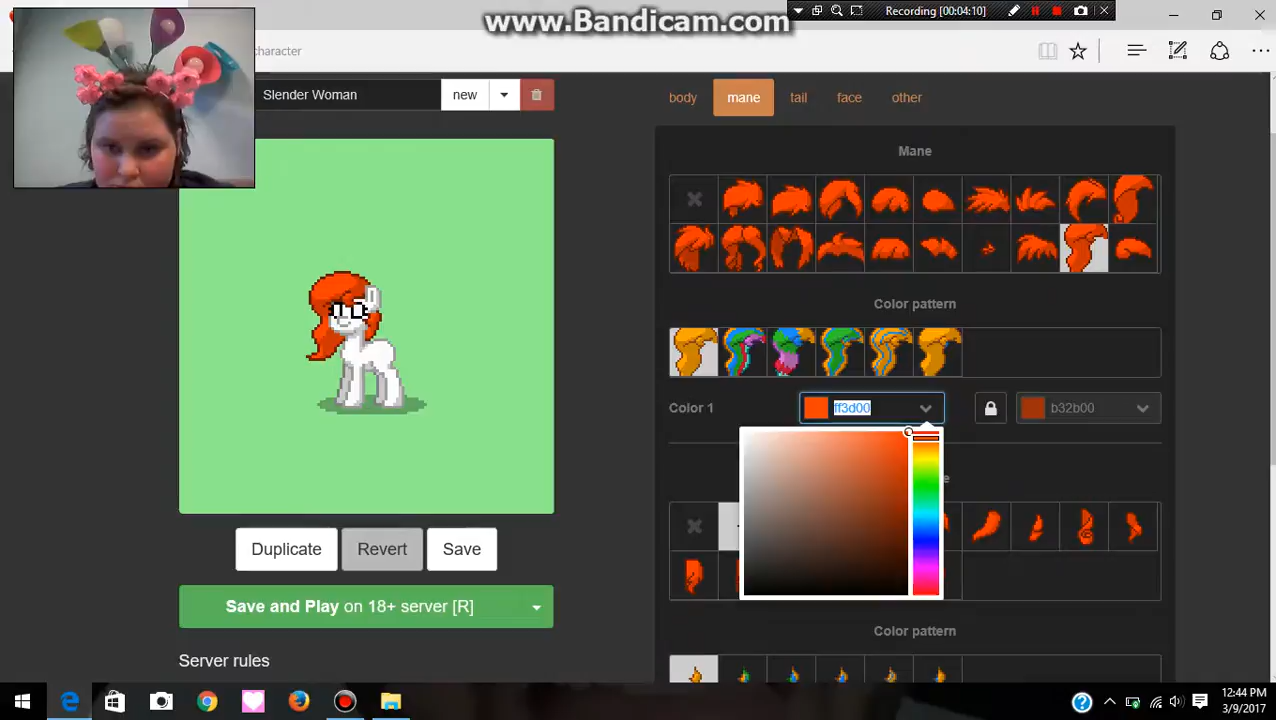 www.Bandicam.com
Recording [00:04:10]
character
Slender Woman
new
body
mane
tail
face
other
Mane
Color pattern
Color 1
ff3d00
b32b00
Duplicate
Revert
Save
Save and Play on 18+ server [R]
Color pattern
Server rules
12:44 PM
3/9/2017